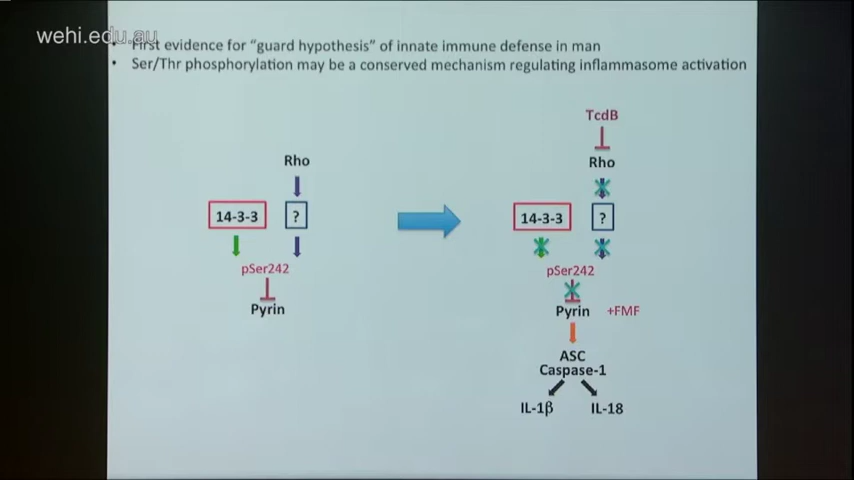 wehi.edu.au
• First evidence for “guard hypothesis” of innate immune defense in man
• Ser/Thr phosphorylation may be a conserved mechanism regulating inflammasome activation
TcdB
Rho
Rho
14-3-3 ?
14-3-3 ?
pSer242
pSer242
Pyrin
Pyrin +FMF
ASC
Caspase-1
IL-1β IL-18